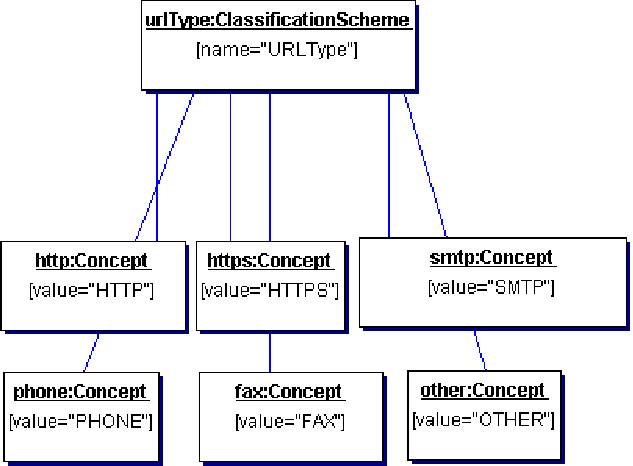 urlType:ClassificationScheme
[name="URLType"]
http:Concept
[value="HTTP"]
https:Concept
[value="HTTPS"]
smtp:Concept
[value="SMTP"]
phone:Concept
[value="PHONE"]
fax:Concept
[value="FAX"]
other:Concept
[value="OTHER"]